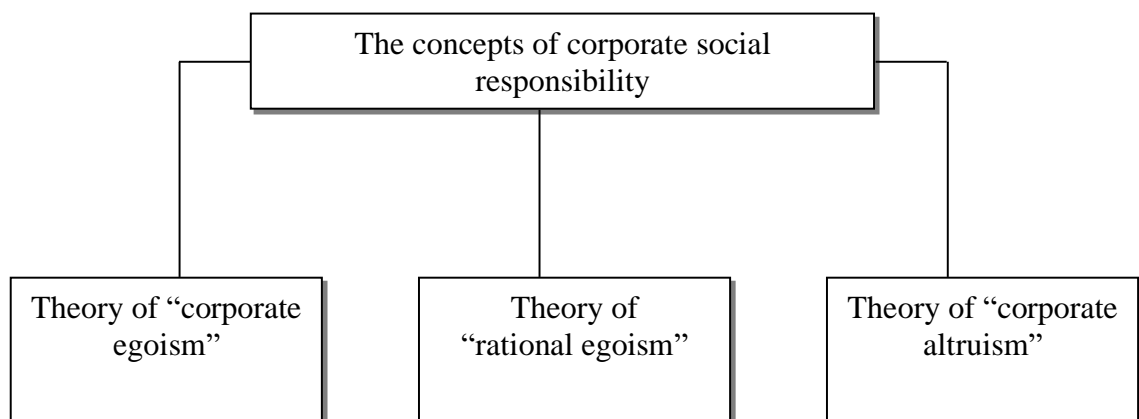 The concepts of corporate social
responsibility
Theory of “corporate
egoism”
Theory of
“rational egoism”
Theory of “corporate
altruism”